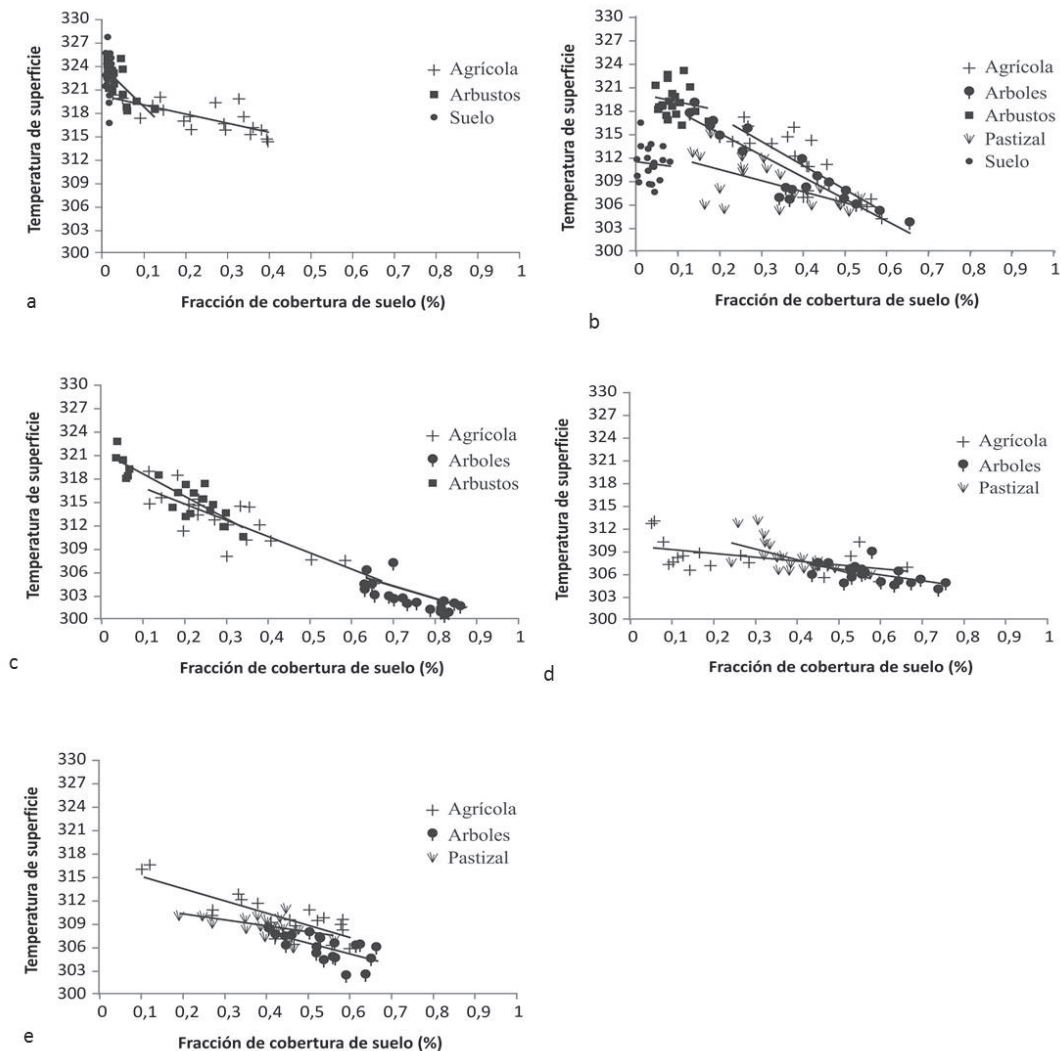 Temperatura de superficie
330
327
324
321
318
315
312
309
306
303
300
0 0,1 0,2 0,3 0,4 0,5 0,6 0,7 0,8 0,9 1
Fracción de cobertura de suelo (%)
Agrícola
Arbustos
Suelo
a
Temperatura de superficie
330
327
324
321
318
315
312
309
306
303
300
0 0,1 0,2 0,3 0,4 0,5 0,6 0,7 0,8 0,9 1
Fracción de cobertura de suelo (%)
Agrícola
Arboles
Arbustos
Pastizal
Suelo
b
Temperatura de superficie
330
327
324
321
318
315
312
309
306
303
300
0 0,1 0,2 0,3 0,4 0,5 0,6 0,7 0,8 0,9 1
Fracción de cobertura de suelo (%)
Agrícola
Arboles
Arbustos
c
Temperatura de superficie
330
327
324
321
318
315
312
309
306
303
300
0 0,1 0,2 0,3 0,4 0,5 0,6 0,7 0,8 0,9 1
Fracción de cobertura de suelo (%)
Agrícola
Arboles
Pastizal
d
Temperatura de superficie
330
327
324
321
318
315
312
309
306
303
300
0 0,1 0,2 0,3 0,4 0,5 0,6 0,7 0,8 0,9 1
Fracción de cobertura de suelo (%)
Agrícola
Arboles
Pastizal
e